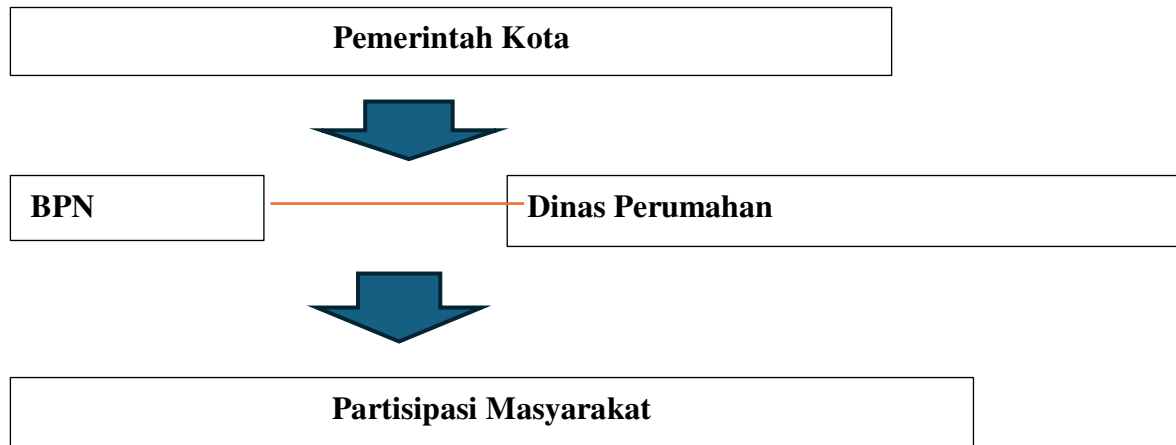 Pemerintah Kota
BPN
Dinas Perumahan
Partisipasi Masyarakat